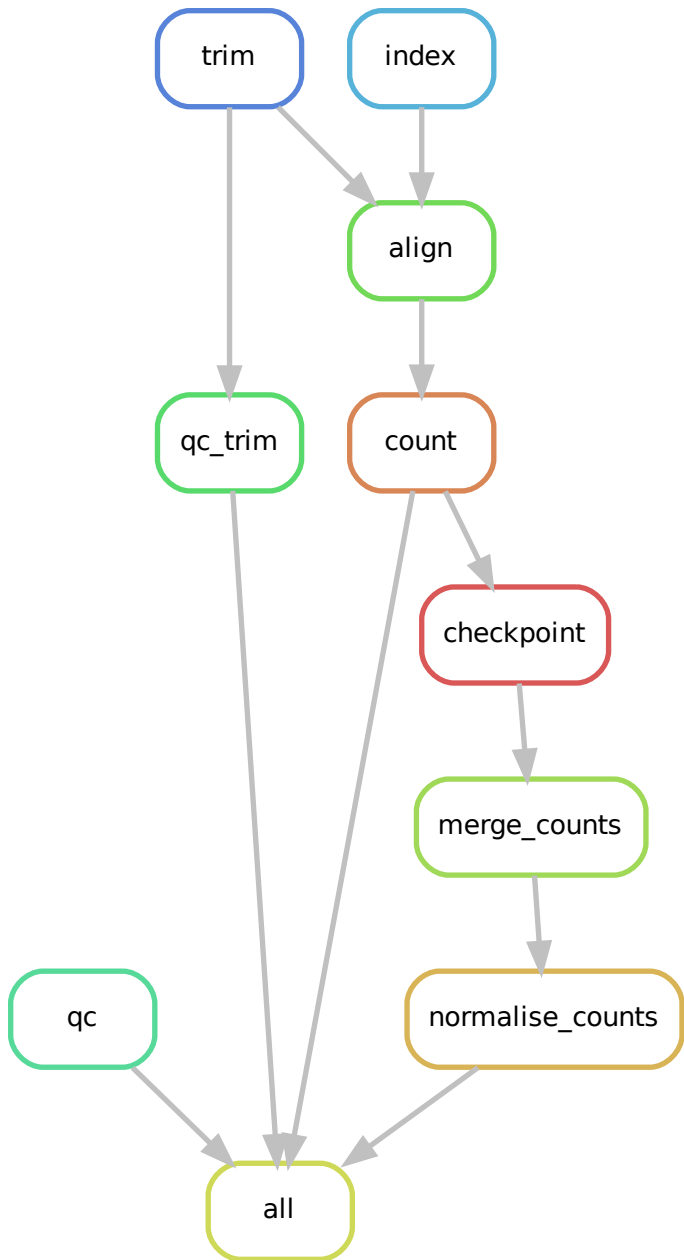 trim
index
align
qc_trim
count
checkpoint
merge_counts
qc
normalise_counts
all